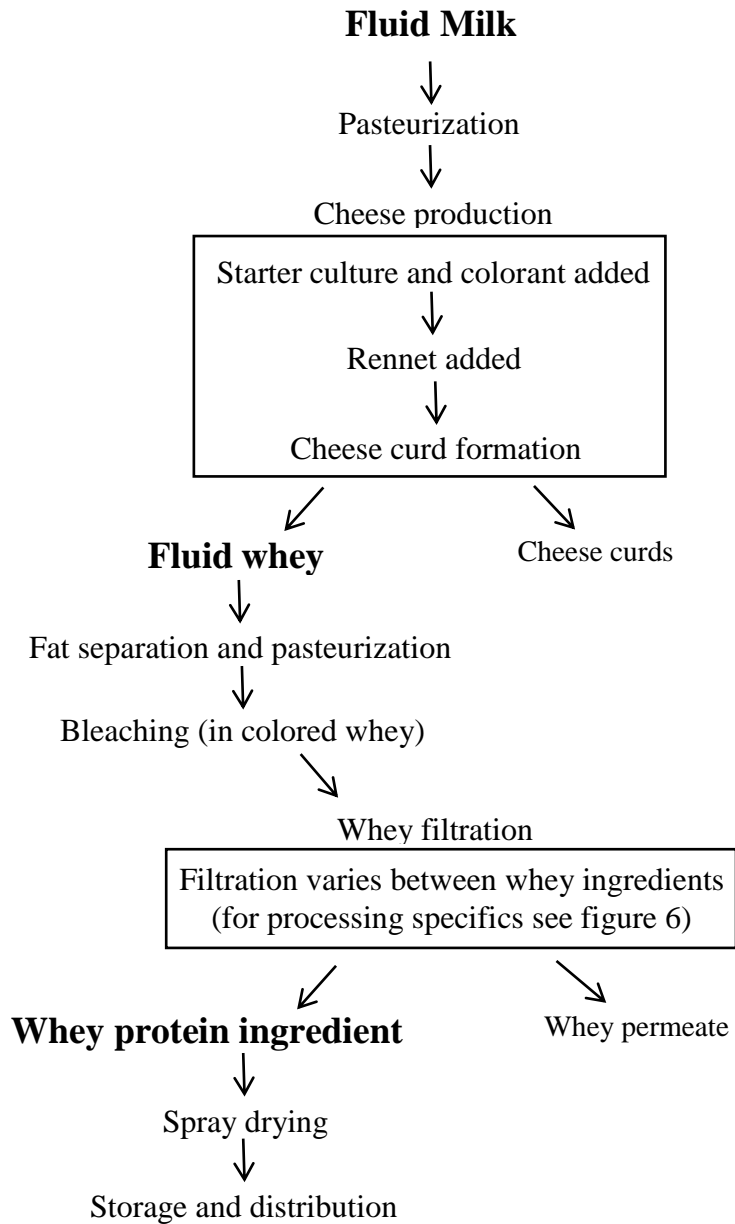 Fluid Milk
Pasteurization
Cheese production
Starter culture and colorant added
Rennet added
Cheese curd formation
Fluid whey
Cheese curds
Fat separation and pasteurization
Bleaching (in colored whey)
Whey filtration
Filtration varies between whey ingredients
(for processing specifics see figure 6)
Whey protein ingredient
Whey permeate
Spray drying
Storage and distribution